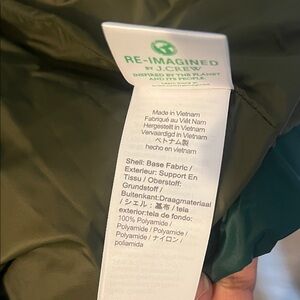 RE-IMAGINED
BY J.CREW
INSPIRED BY THE PLANET
AND ITS PEOPLE.
Made in Vietnam
Fabriqué au Viêt Nam
Hergestellt in Vietnam
Vervaardigd in Vietnam
ベトナム製
hecho en vietnam
Shell: Base Fabric /
Exterieur: Support En
Tissu / Oberstoff:
Grundstoff /
Buitenkant:Draagmateriaal
/ シェル：基布 / tela
exterior:tela de fondo:
100% Polyamide /
Polyamide / Polyamide /
Polyamide / ナイロン /
poliamida